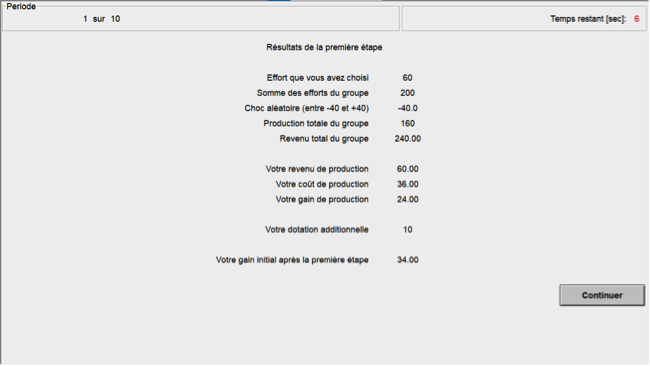 Periode
1 sur 10 Temps restant [sec]: 6
Résultats de la première étape
Effort que vous avez choisi 60
Somme des efforts du groupe 200
Choc aléatoire (entre -40 et +40) -40.0
Production totale du groupe 160
Revenu total du groupe 240.00
Votre revenu de production 60.00
Votre coût de production 36.00
Votre gain de production 24.00
Votre dotation additionnelle 10
Votre gain initial après la première étape 34.00
Continuer